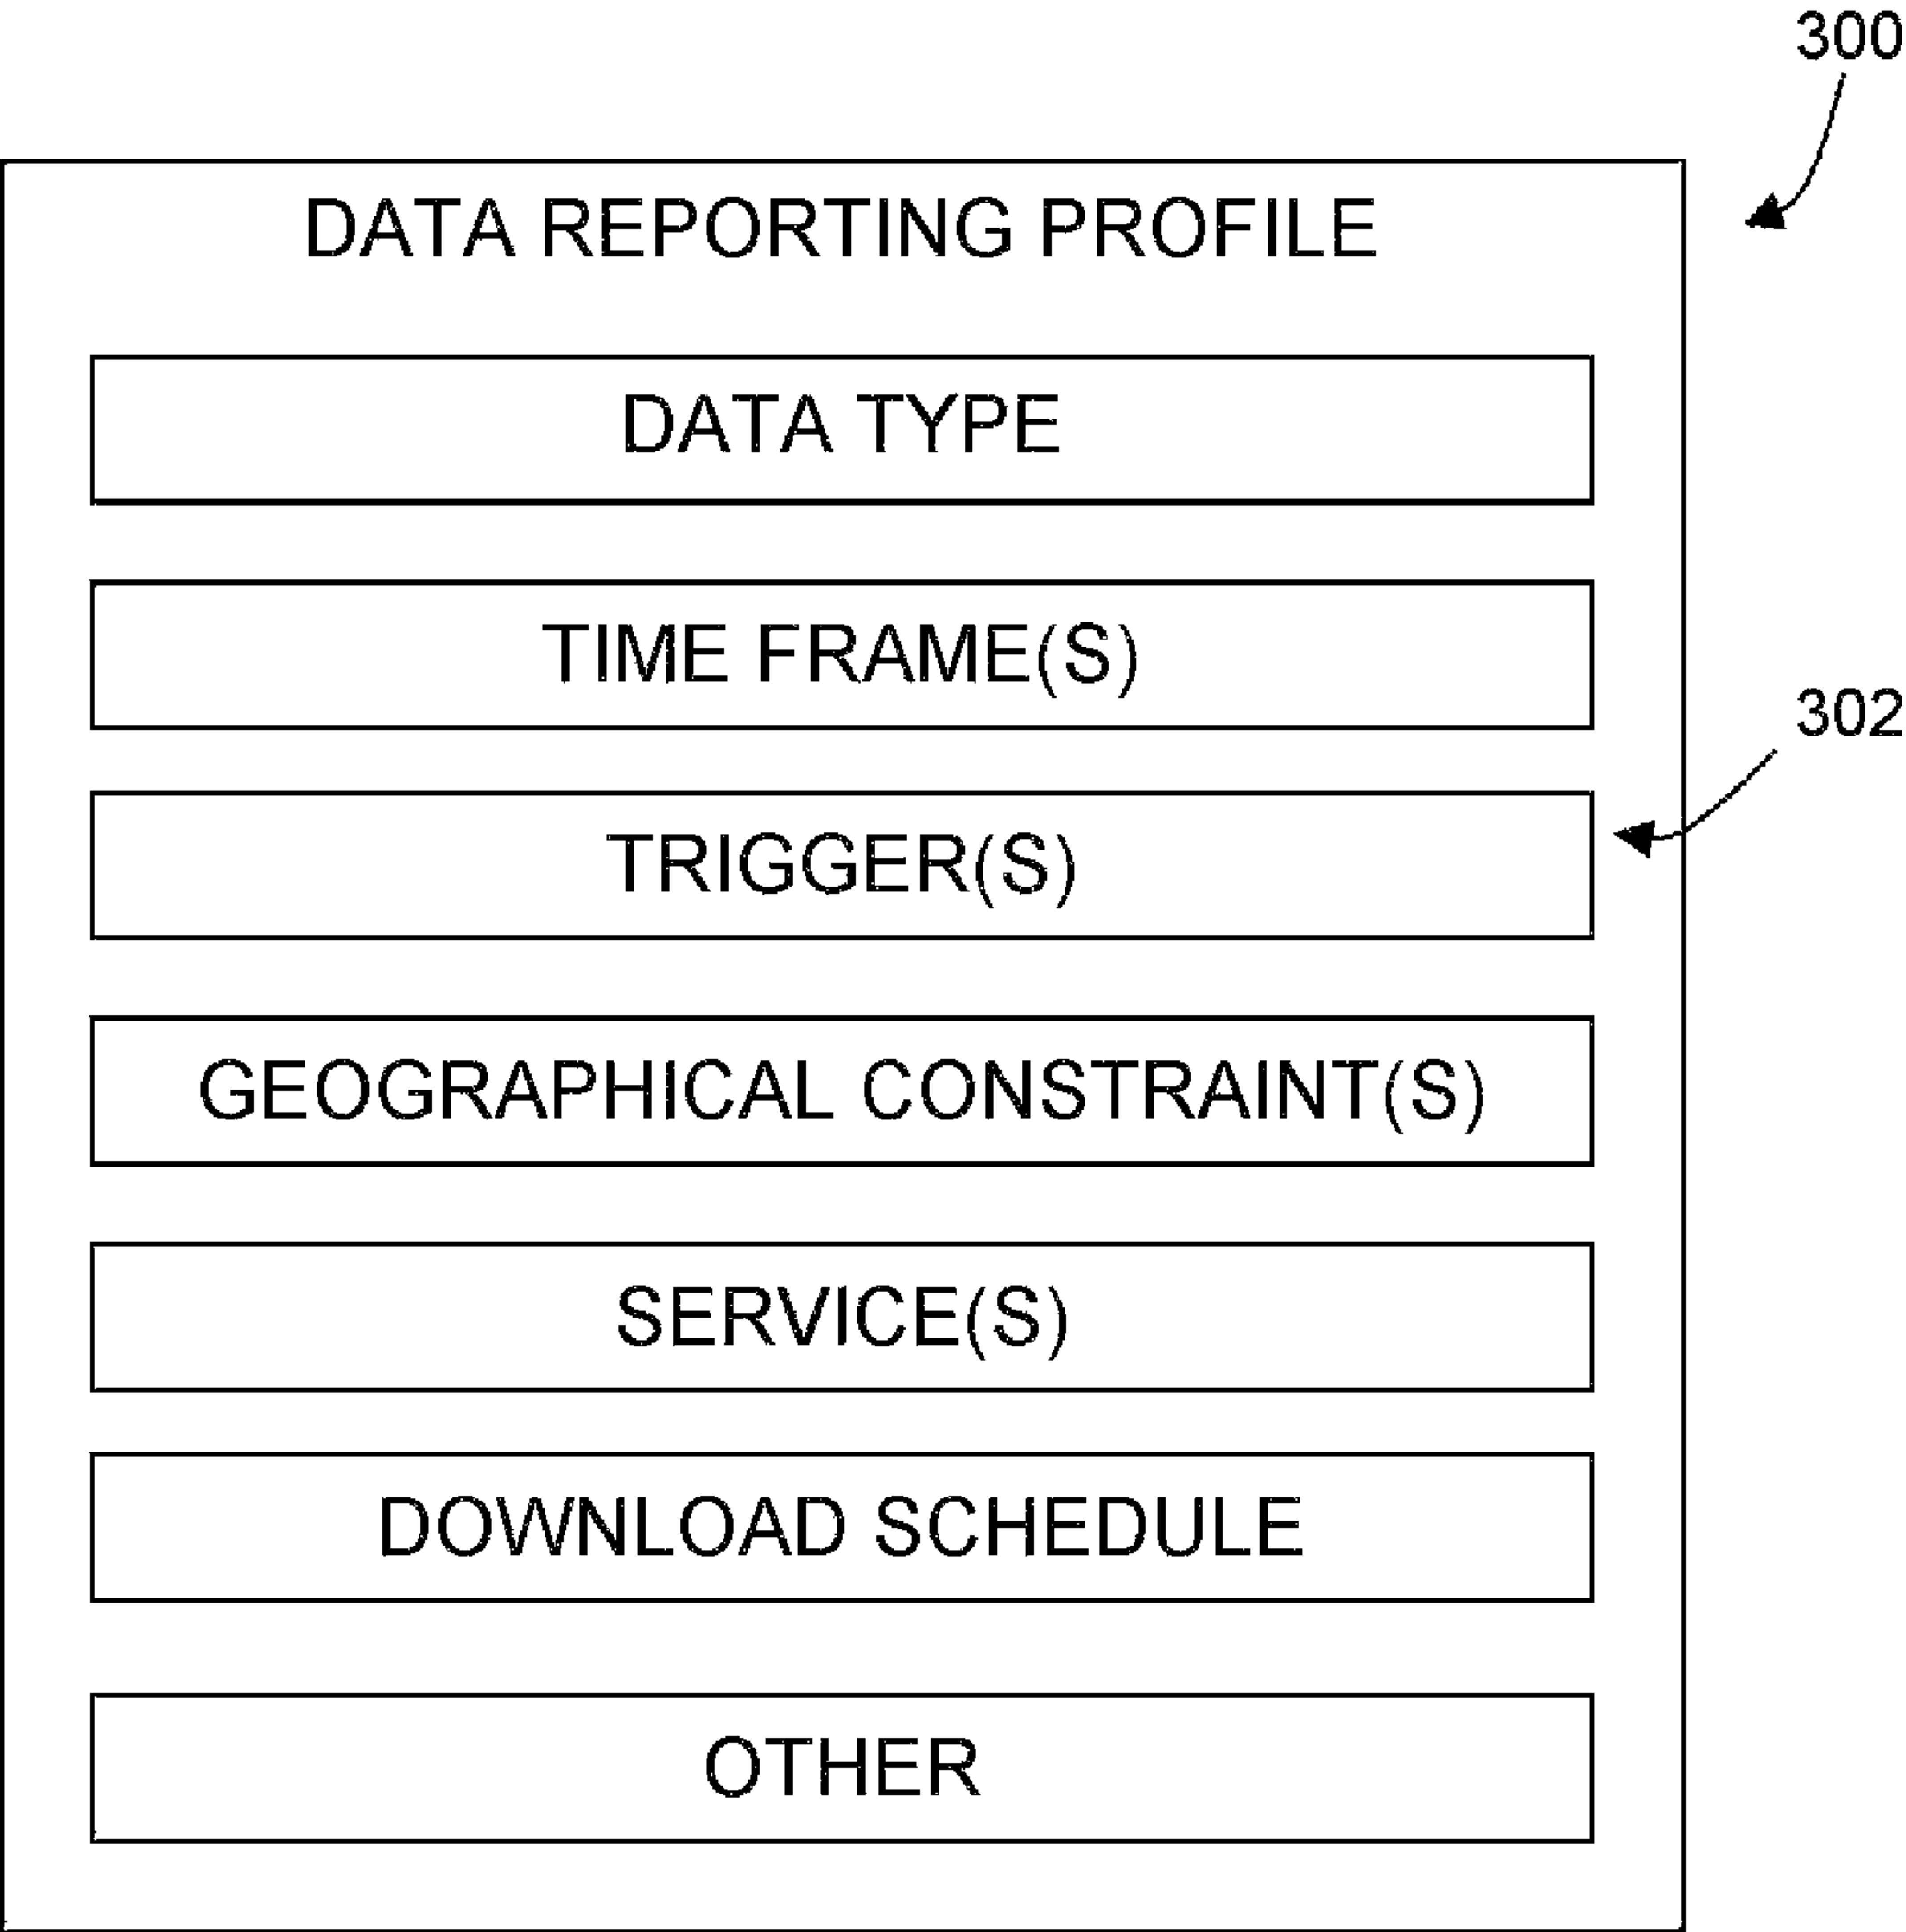 300
DATA REPORTING PROFILE
DATA TYPE
TIME FRAME(S)
302
TRIGGER(S)
GEOGRAPHICAL CONSTRAINT(S)
SERVICE(S)
DOWNLOAD SCHEDULE
OTHER